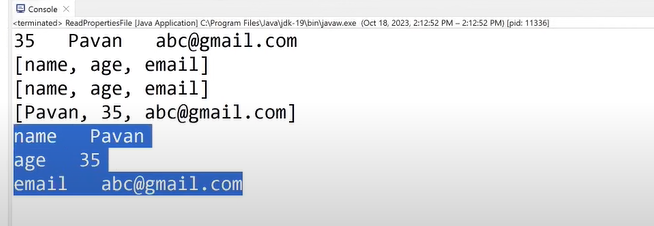 Console
<terminated> ReadPropertiesFile [Java Application] C:\Program Files\Java\jdk-19\bin\javaw.exe (Oct 18, 2023, 2:12:52 PM – 2:12:52 PM) [pid: 11336]
35 Pavan abc@gmail.com
[name, age, email]
[name, age, email]
[Pavan, 35, abc@gmail.com]
name Pavan
age 35
email abc@gmail.com